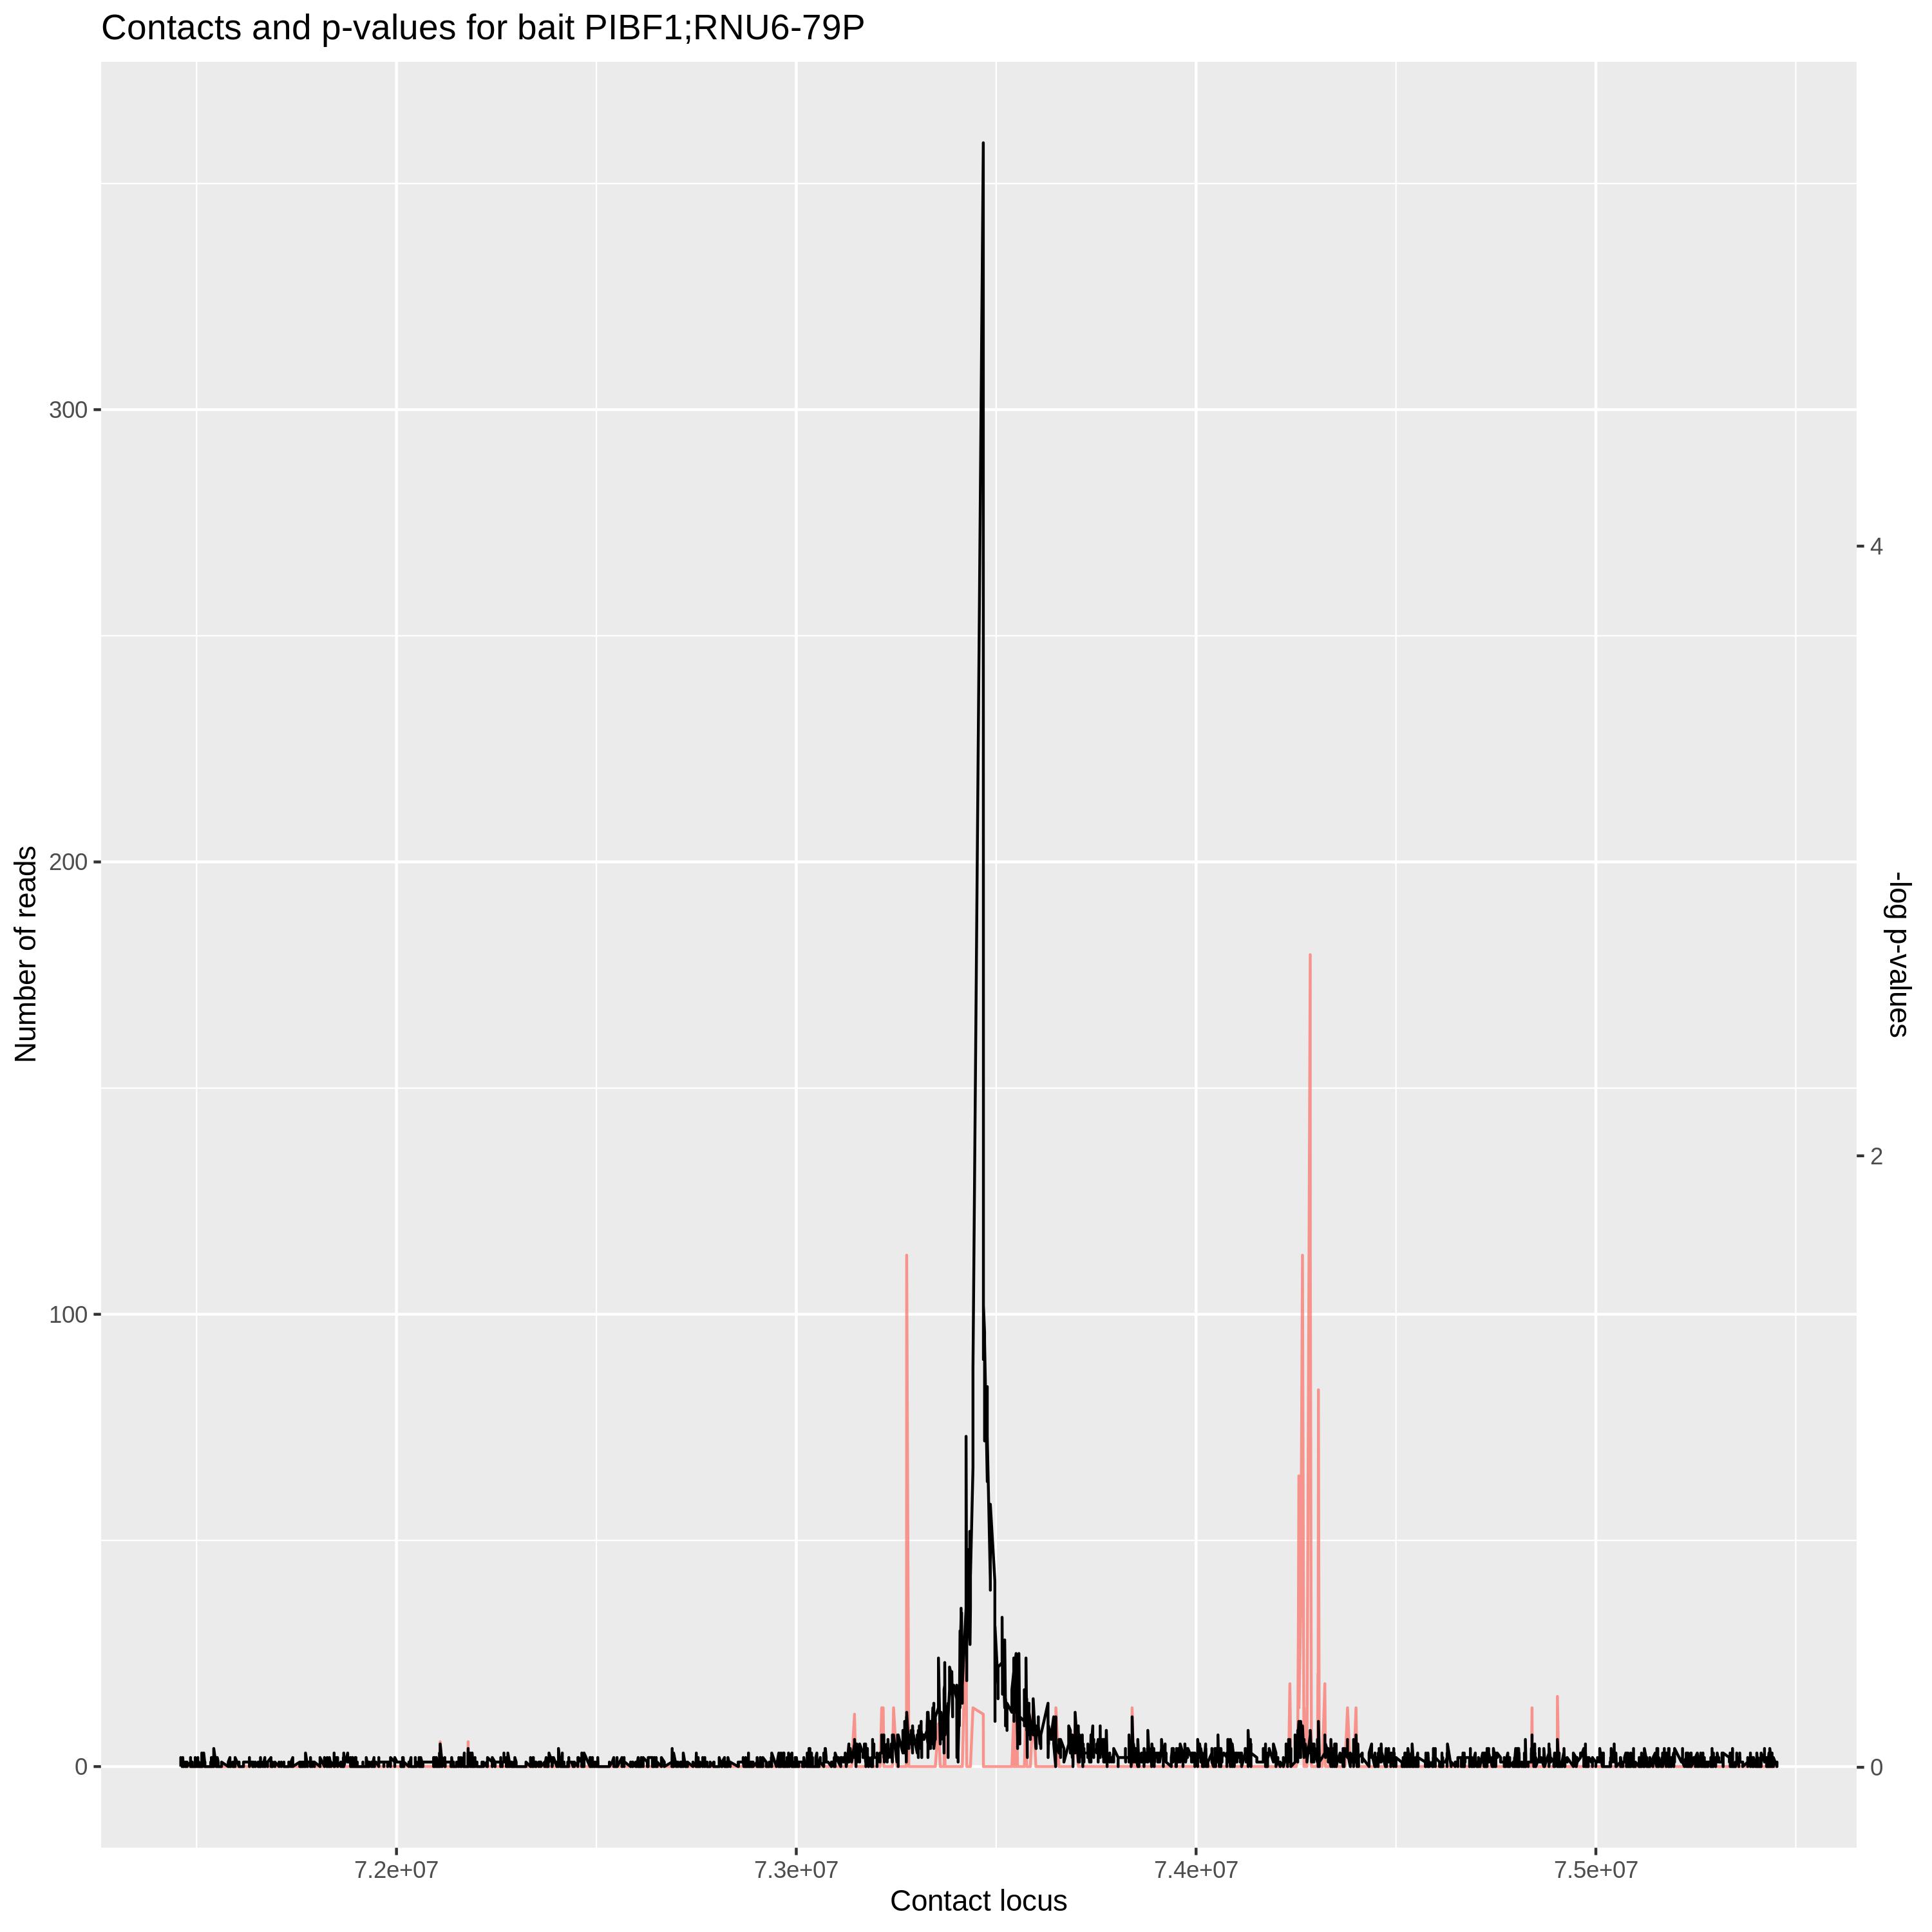 Contacts and p-values for bait PIBF1;RNU6-79P
300
200
100
0
Number of reads
4
2
0
-log p-values
7.2e+07
7.3e+07
7.4e+07
7.5e+07
Contact locus